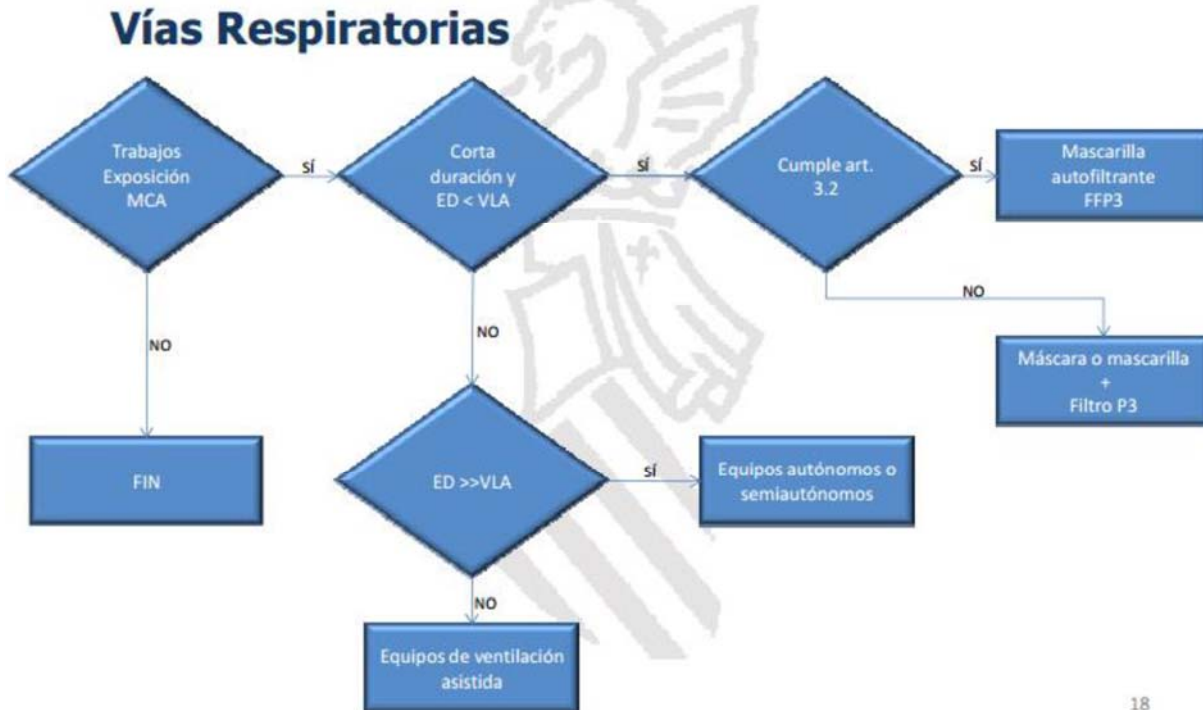 Vías Respiratorias
Trabajos
Exposición
MCA
SÍ
Corta
duración y
ED < VLA
SÍ
Cumple art.
3.2
SÍ
Mascarilla
autofiltrante
FFP3
NO
NO
NO
Máscara o mascarilla
+
Filtro P3
FIN
ED >>VLA
SÍ
Equipos autónomos o
semiautónomos
NO
Equipos de ventilación
asistida
18